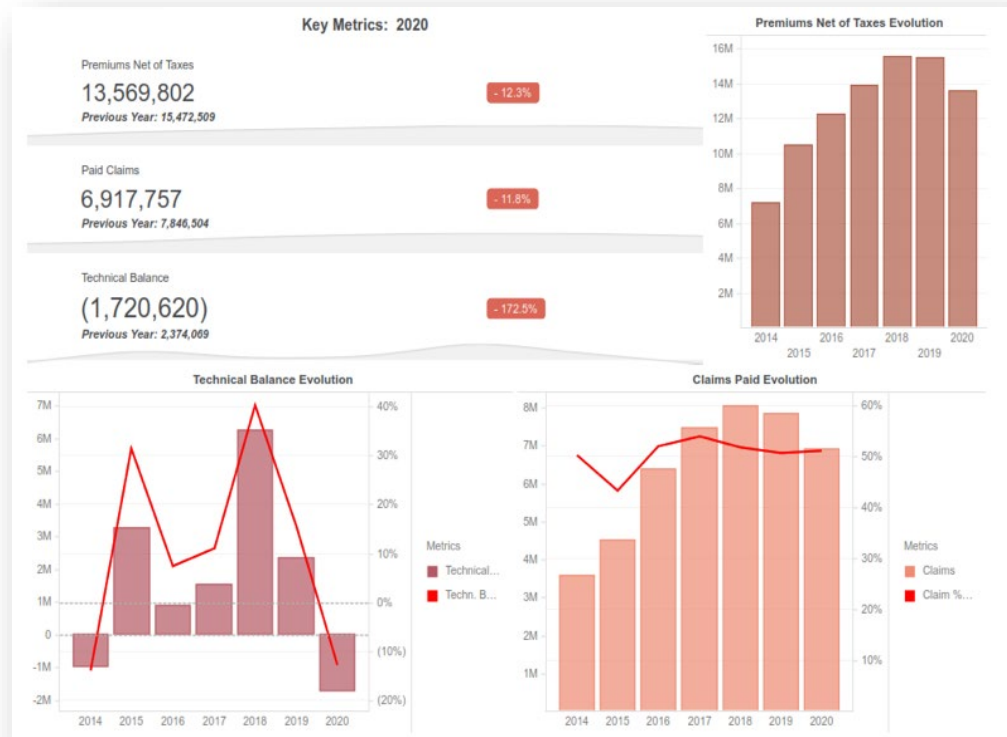 Key Metrics: 2020
Premiums Net of Taxes
13,569,802
- 12.3%
Previous Year: 15,472,509
Paid Claims
6,917,757
- 11.8%
Previous Year: 7,846,504
Technical Balance
(1,720,620)
- 172.5%
Previous Year: 2,374,069
Premiums Net of Taxes Evolution
16M
14M
12M
10M
8M
6M
4M
2M
2014 2016 2018 2020
2015 2017 2019
Technical Balance Evolution
7M 40%
6M
5M 30%
4M 20%
3M
2M 10%
1M 0%
0
-1M (10%)
-2M (20%)
2014 2015 2016 2017 2018 2019 2020
Metrics
Technical...
Techn. B...
Claims Paid Evolution
8M 60%
7M 50%
6M
5M 40%
4M 30%
3M
2M 20%
1M 10%
2014 2015 2016 2017 2018 2019 2020
Metrics
Claims
Claim %...